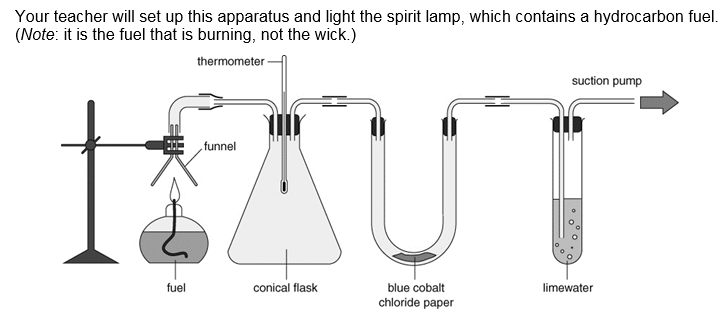 Your teacher will set up this apparatus and light the spirit lamp, which contains a hydrocarbon fuel.
(Note: it is the fuel that is burning, not the wick.)
thermometer
suction pump
funnel
fuel
conical flask
blue cobalt
chloride paper
limewater